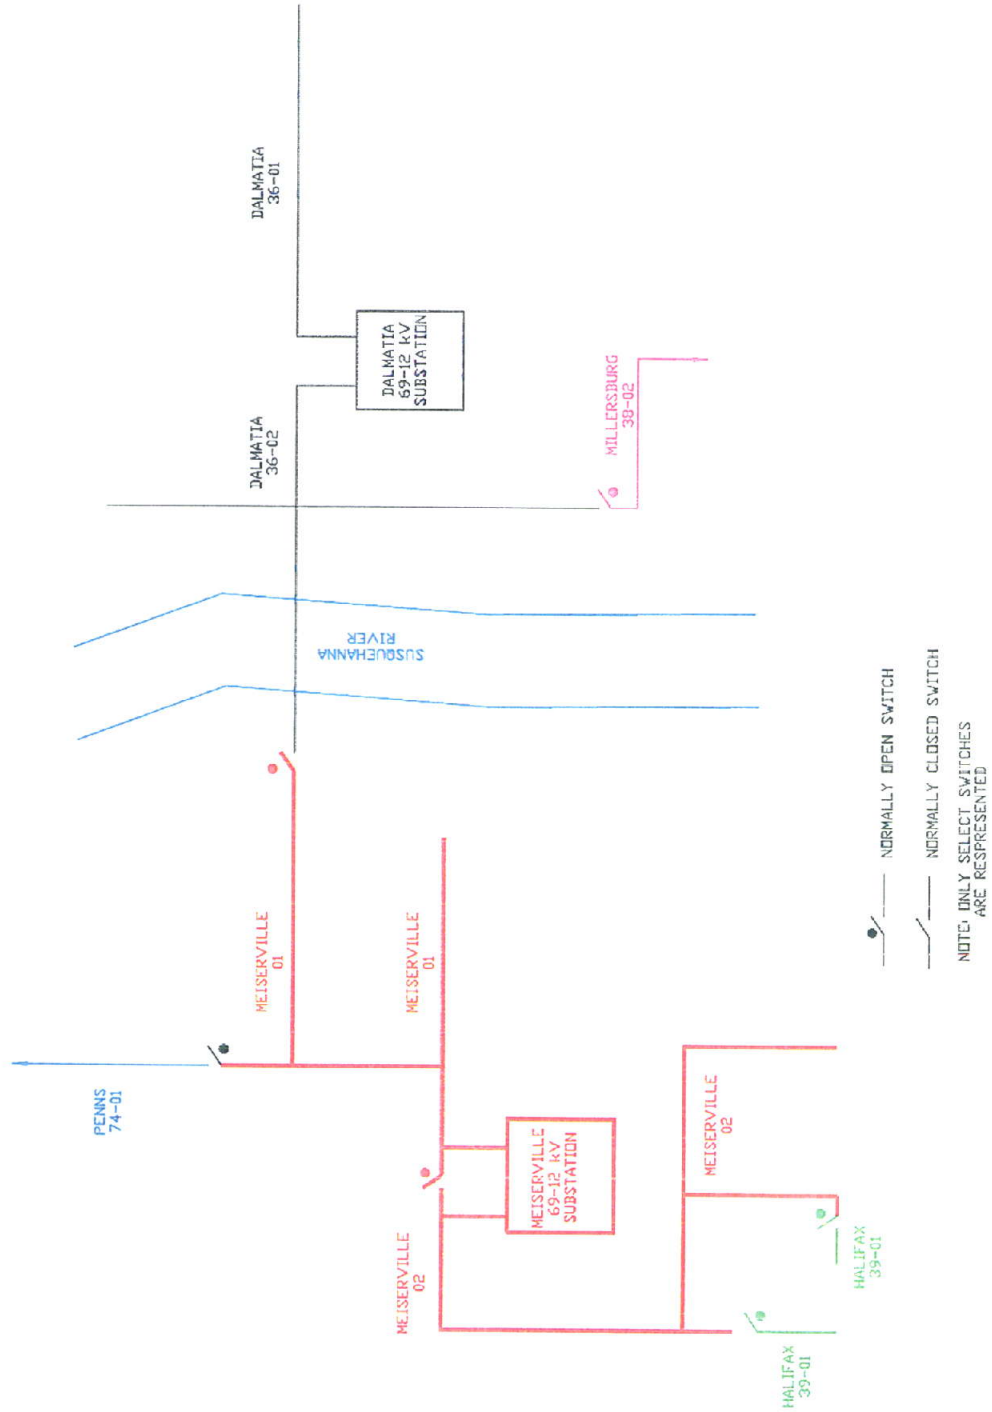 DALMATIA
36-01
DALMATIA
69-12 kV
SUBSTATION
DALMATIA
36-02
MILLERSBURG
38-02
SUSQUEHANNA
RIVER
MEISERVILLE
01
MEISERVILLE
01
PENNS
74-01
MEISERVILLE
69-12 kV
SUBSTATION
MEISERVILLE
02
MEISERVILLE
02
HALIFAX
39-01
HALIFAX
39-01
NORMALLY OPEN SWITCH
NORMALLY CLOSED SWITCH
NOTE: ONLY SELECT SWITCHES
ARE RESPRESENTED